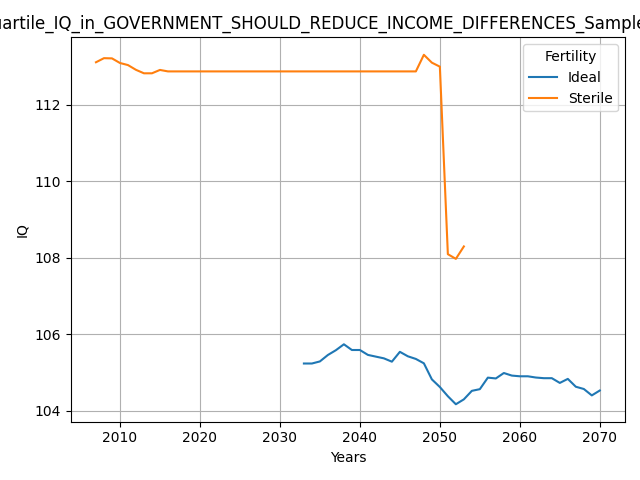 uartile_IQ_in_GOVERNMENT_SHOULD_REDUCE_INCOME_DIFFERENCES_Sample
Fertility
Ideal
Sterile
IQ
112
110
108
106
104
2010 2020 2030 2040 2050 2060 2070
Years